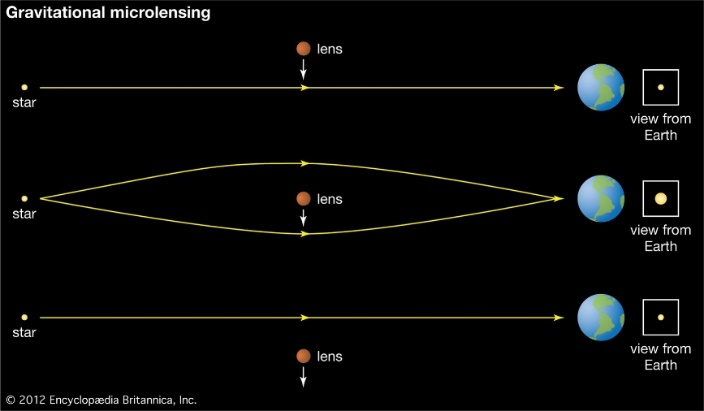 Gravitational microlensing
lens
star
view from
Earth
lens
star
view from
Earth
star
view from
Earth
lens
© 2012 Encyclopædia Britannica, Inc.